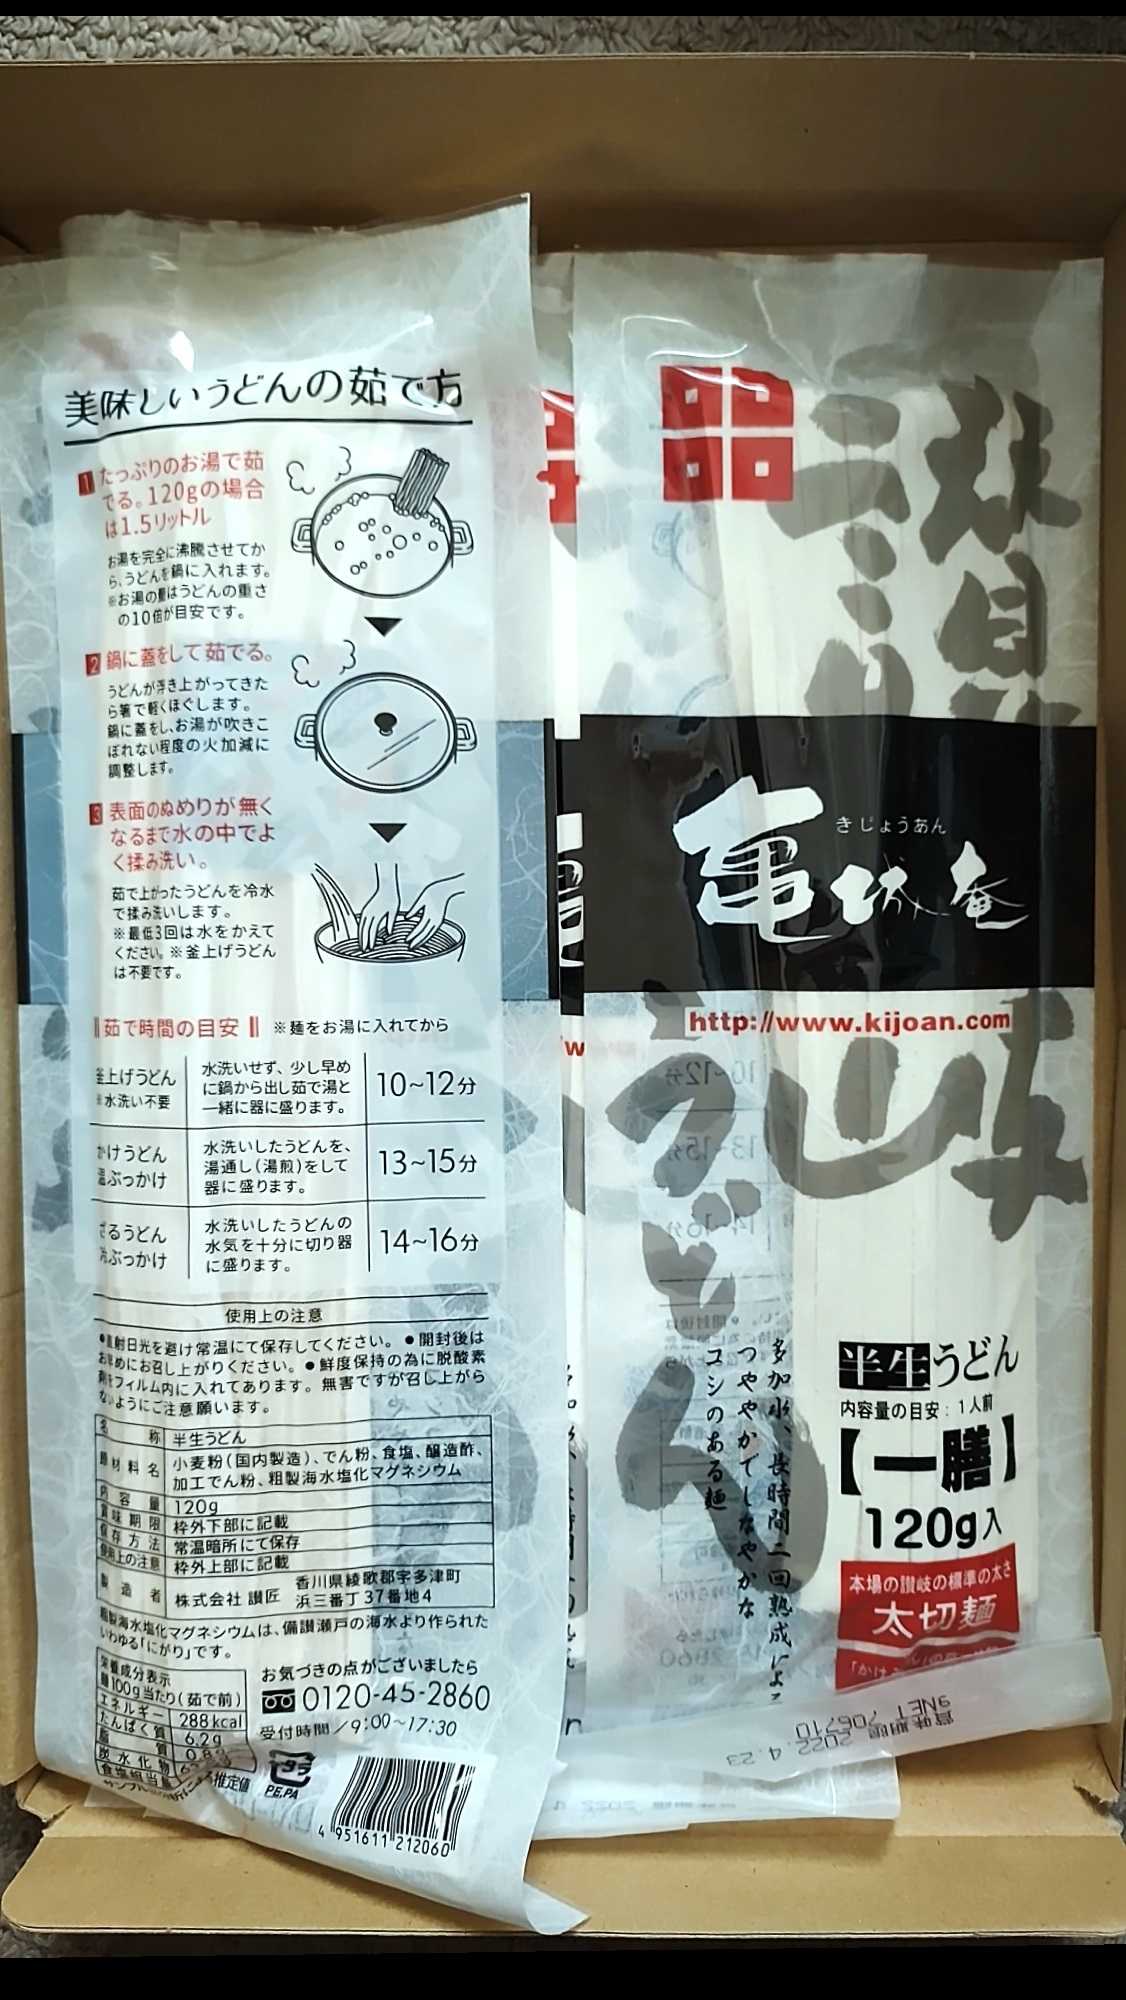 美味しいうどんの茹で方
1 たっぷりのお湯で茹
でる。120gの場合
は1.5リットル
お湯を完全に沸騰させてか
ら、うどんを鍋に入れます。
※お湯の量はうどんの重さ
の10倍が目安です。
2 鍋に蓋をして茹でる。
うどんが浮き上がってきた
ら箸で軽くほぐします。
鍋に蓋をし、お湯が吹きこ
ぼれない程度の火加減に
調整します。
3 表面のぬめりが無く
なるまで水の中でよ
く揉み洗い。
茹で上がったうどんを冷水
で揉み洗いします。
※最低3回は水をかえて
ください。※釜上げうどん
は不要です。
茹で時間の目安 ※麺をお湯に入れてから
釜上げうどん
※水洗い不要
水洗いせず、少し早め
に鍋から出し茹で湯と
一緒に器に盛ります。
10~12分
かけうどん
温ぶっかけ
水洗いしたうどんを、
湯通し(湯煎)をして
器に盛ります。
13~15分
ざるうどん
冷ぶっかけ
水洗いしたうどんの
水気を十分に切り器
に盛ります。
14~16分
使用上の注意
●直射日光を避け常温にて保存してください。●開封後は
お早めにお召し上がりください。●鮮度保持の為に脱酸素
剤をフィルム内に入れてあります。無害ですが召し上がら
ないようにご注意願います。
名称 半生うどん
原材料名 小麦粉(国内製造)、でん粉、食塩、醸造酢、
加工でん粉、粗製海水塩化マグネシウム
内容量 120g
賞味期限 枠外下部に記載
保存方法 常温暗所にて保存
使用上の注意 枠外上部に記載
製造者 株式会社 讃匠 香川県綾歌郡宇多津町
浜三番丁37番地4
粗製海水塩化マグネシウムは、備讃瀬戸の海水より作られた
いわゆる「にがり」です。
栄養成分表示
麺100g当たり(茹で前)
エネルギー 288kcal
たんぱく質 6.2g
脂質 0.8g
炭水化物
食塩相当量
推定値
お気づきの点がございましたら
0120-45-2860
受付時間/9:00~17:30
プラ
PE,PA
4 951611 212060
讃岐
うどん
きじょうあん
亀城庵
http://www.kijoan.com
多加水、長時間二回熟成による
つややかでしなやかな
コシのある麺
半生うどん
内容量の目安:1人前
【一膳】
120g入
本場の讃岐の標準の太さ
太切麺
賞味期限 2022.4.23
9NET 706710